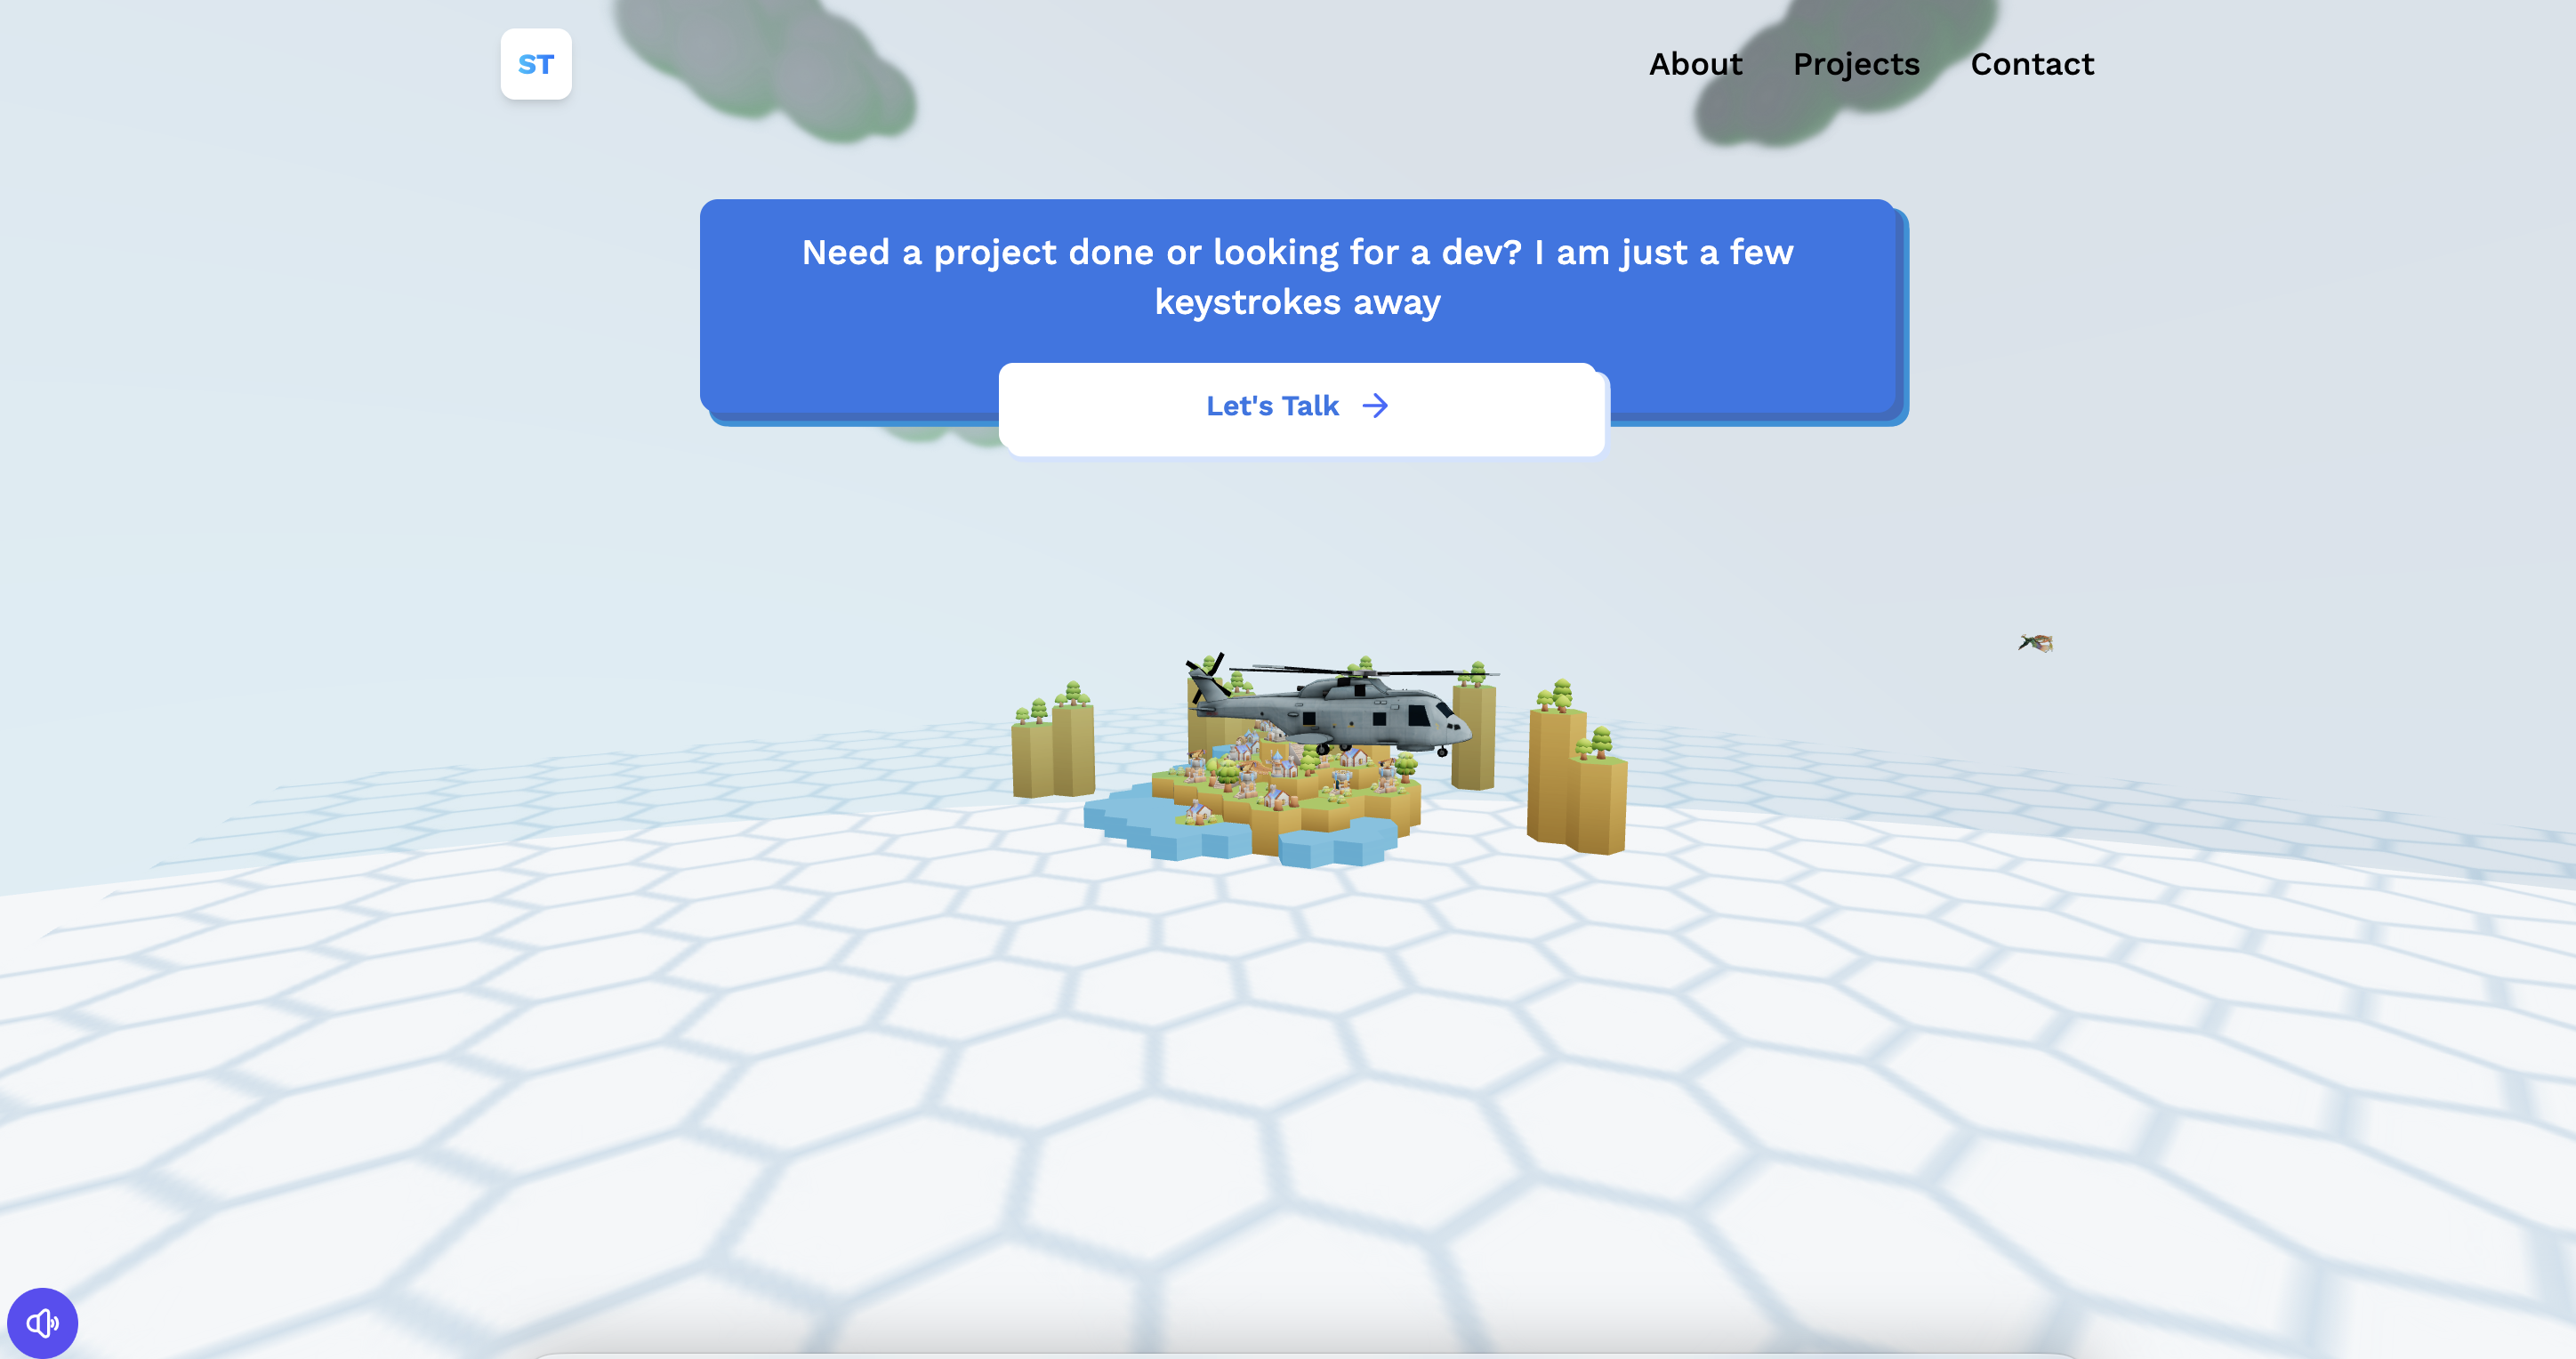 ST
About
Projects
Contact
Need a project done or looking for a dev? I am just a few
keystrokes away
Let's Talk